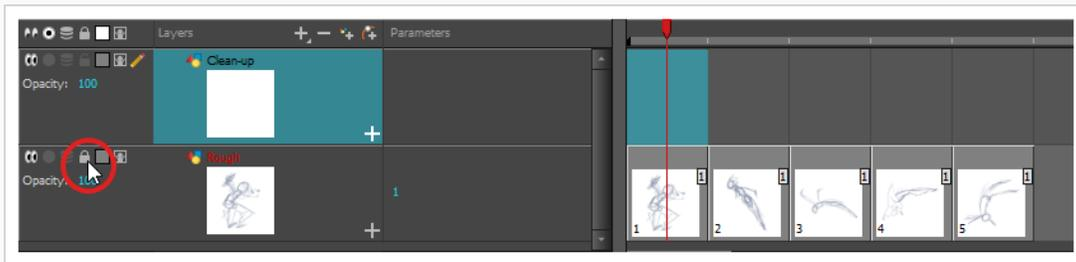 Layers Parameters
Clean-up
Opacity: 100
Rough
Opacity: 100
1
1 1 1 1 1
1 2 3 4 5